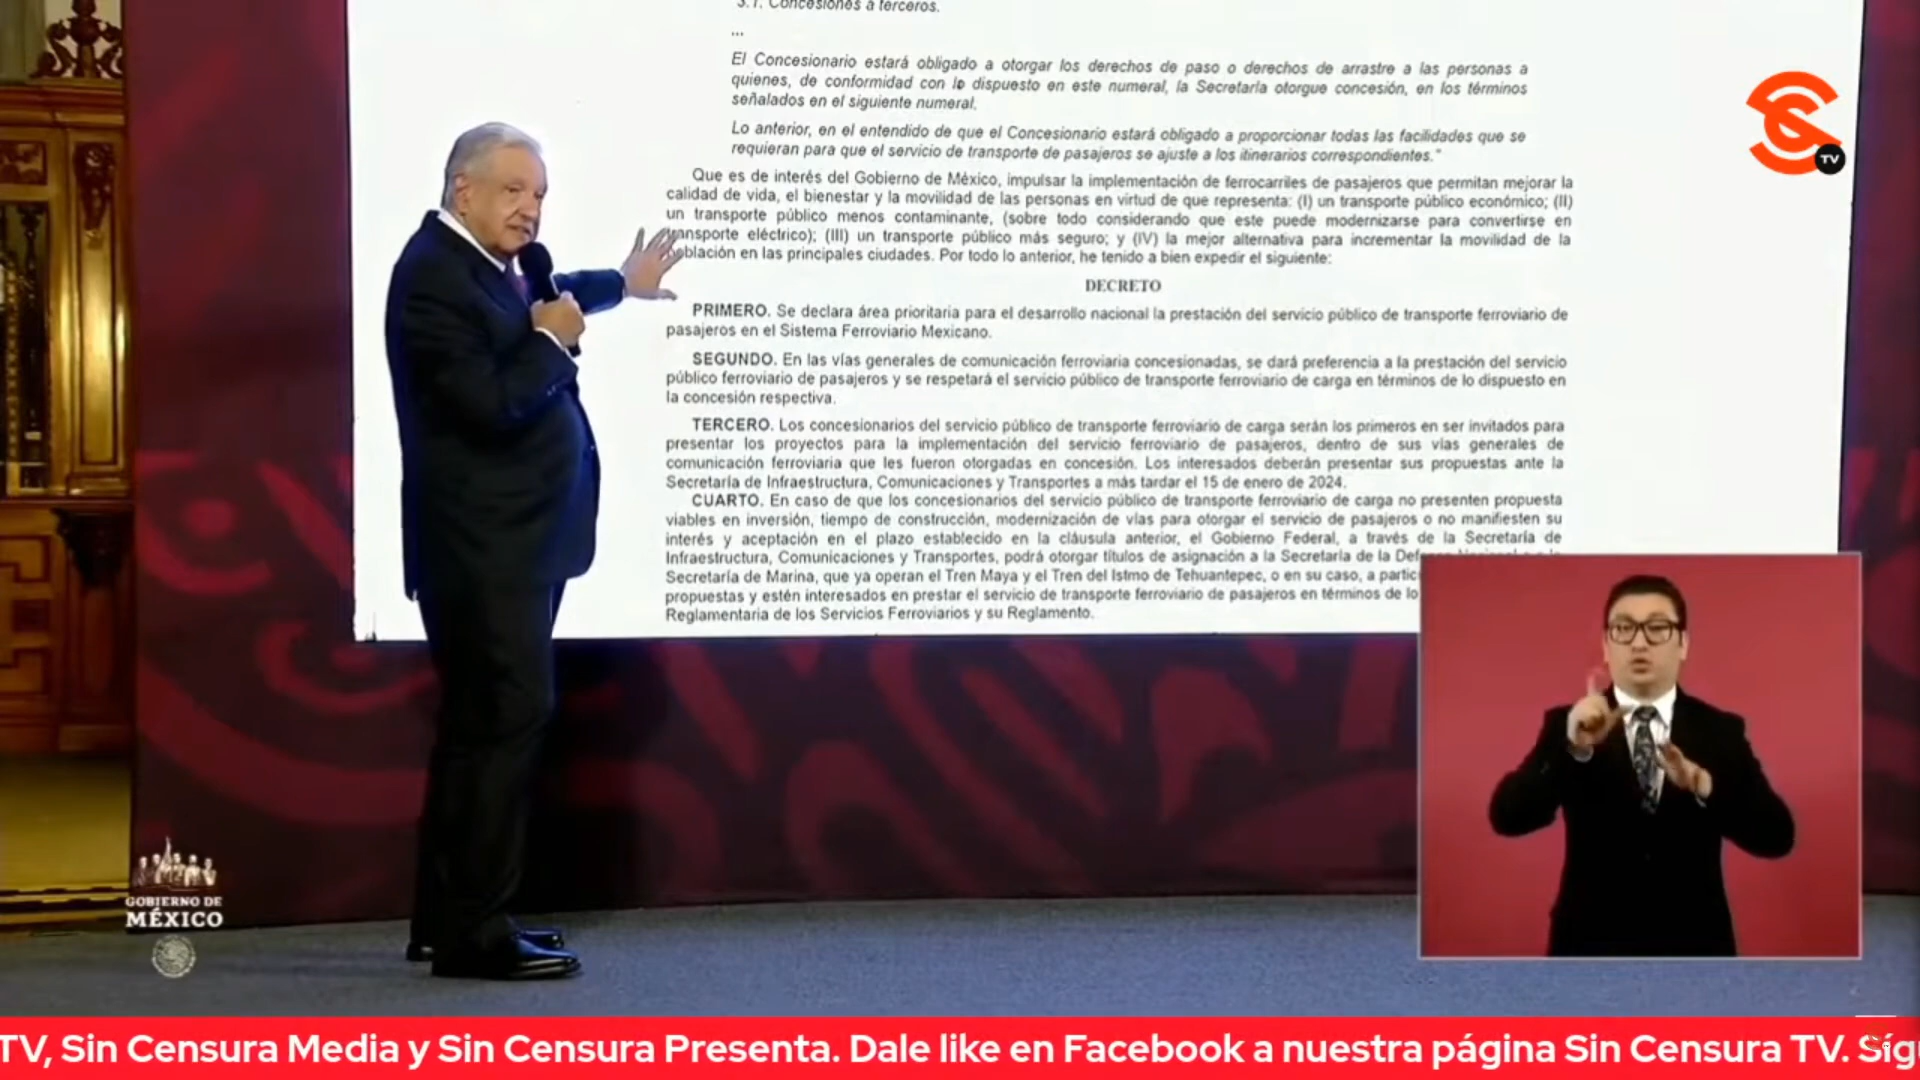 3.1. Concesiones a terceros.
...
El Concesionario estará obligado a otorgar los derechos de paso o derechos de arrastre a las personas a
quienes, de conformidad con lo dispuesto en este numeral, la Secretaría otorgue concesión, en los términos
señalados en el siguiente numeral.
Lo anterior, en el entendido de que el Concesionario estará obligado a proporcionar todas las facilidades que se
requieran para que el servicio de transporte de pasajeros se ajuste a los itinerarios correspondientes."
Que es de interés del Gobierno de México, impulsar la implementación de ferrocarriles de pasajeros que permitan mejorar la
calidad de vida, el bienestar y la movilidad de las personas en virtud de que representa: (I) un transporte público económico; (II)
un transporte público menos contaminante, (sobre todo considerando que este puede modernizarse para convertirse en
transporte eléctrico); (III) un transporte público más seguro; y (IV) la mejor alternativa para incrementar la movilidad de la
población en las principales ciudades. Por todo lo anterior, he tenido a bien expedir el siguiente:
DECRETO
PRIMERO. Se declara área prioritaria para el desarrollo nacional la prestación del servicio público de transporte ferroviario de
pasajeros en el Sistema Ferroviario Mexicano.
SEGUNDO. En las vías generales de comunicación ferroviaria concesionadas, se dará preferencia a la prestación del servicio
público ferroviario de pasajeros y se respetará el servicio público de transporte ferroviario de carga en términos de lo dispuesto en
la concesión respectiva.
TERCERO. Los concesionarios del servicio público de transporte ferroviario de carga serán los primeros en ser invitados para
presentar los proyectos para la implementación del servicio ferroviario de pasajeros, dentro de sus vías generales de
comunicación ferroviaria que les fueron otorgadas en concesión. Los interesados deberán presentar sus propuestas ante la
Secretaría de Infraestructura, Comunicaciones y Transportes a más tardar el 15 de enero de 2024.
CUARTO. En caso de que los concesionarios del servicio público de transporte ferroviario de carga no presenten propuesta
viables en inversión, tiempo de construcción, modernización de vías para otorgar el servicio de pasajeros o no manifiesten su
interés y aceptación en el plazo establecido en la cláusula anterior, el Gobierno Federal, a través de la Secretaría de
Infraestructura, Comunicaciones y Transportes, podrá otorgar títulos de asignación a la Secretaría de la Defensa Nacional o a la
Secretaría de Marina, que ya operan el Tren Maya y el Tren del Istmo de Tehuantepec, o en su caso, a partic
propuestas y estén interesados en prestar el servicio de transporte ferroviario de pasajeros en términos de lo
Reglamentaria de los Servicios Ferroviarios y su Reglamento.
TV
GOBIERNO DE
MÉXICO
TV, Sin Censura Media y Sin Censura Presenta. Dale like en Facebook a nuestra página Sin Censura TV. Síg